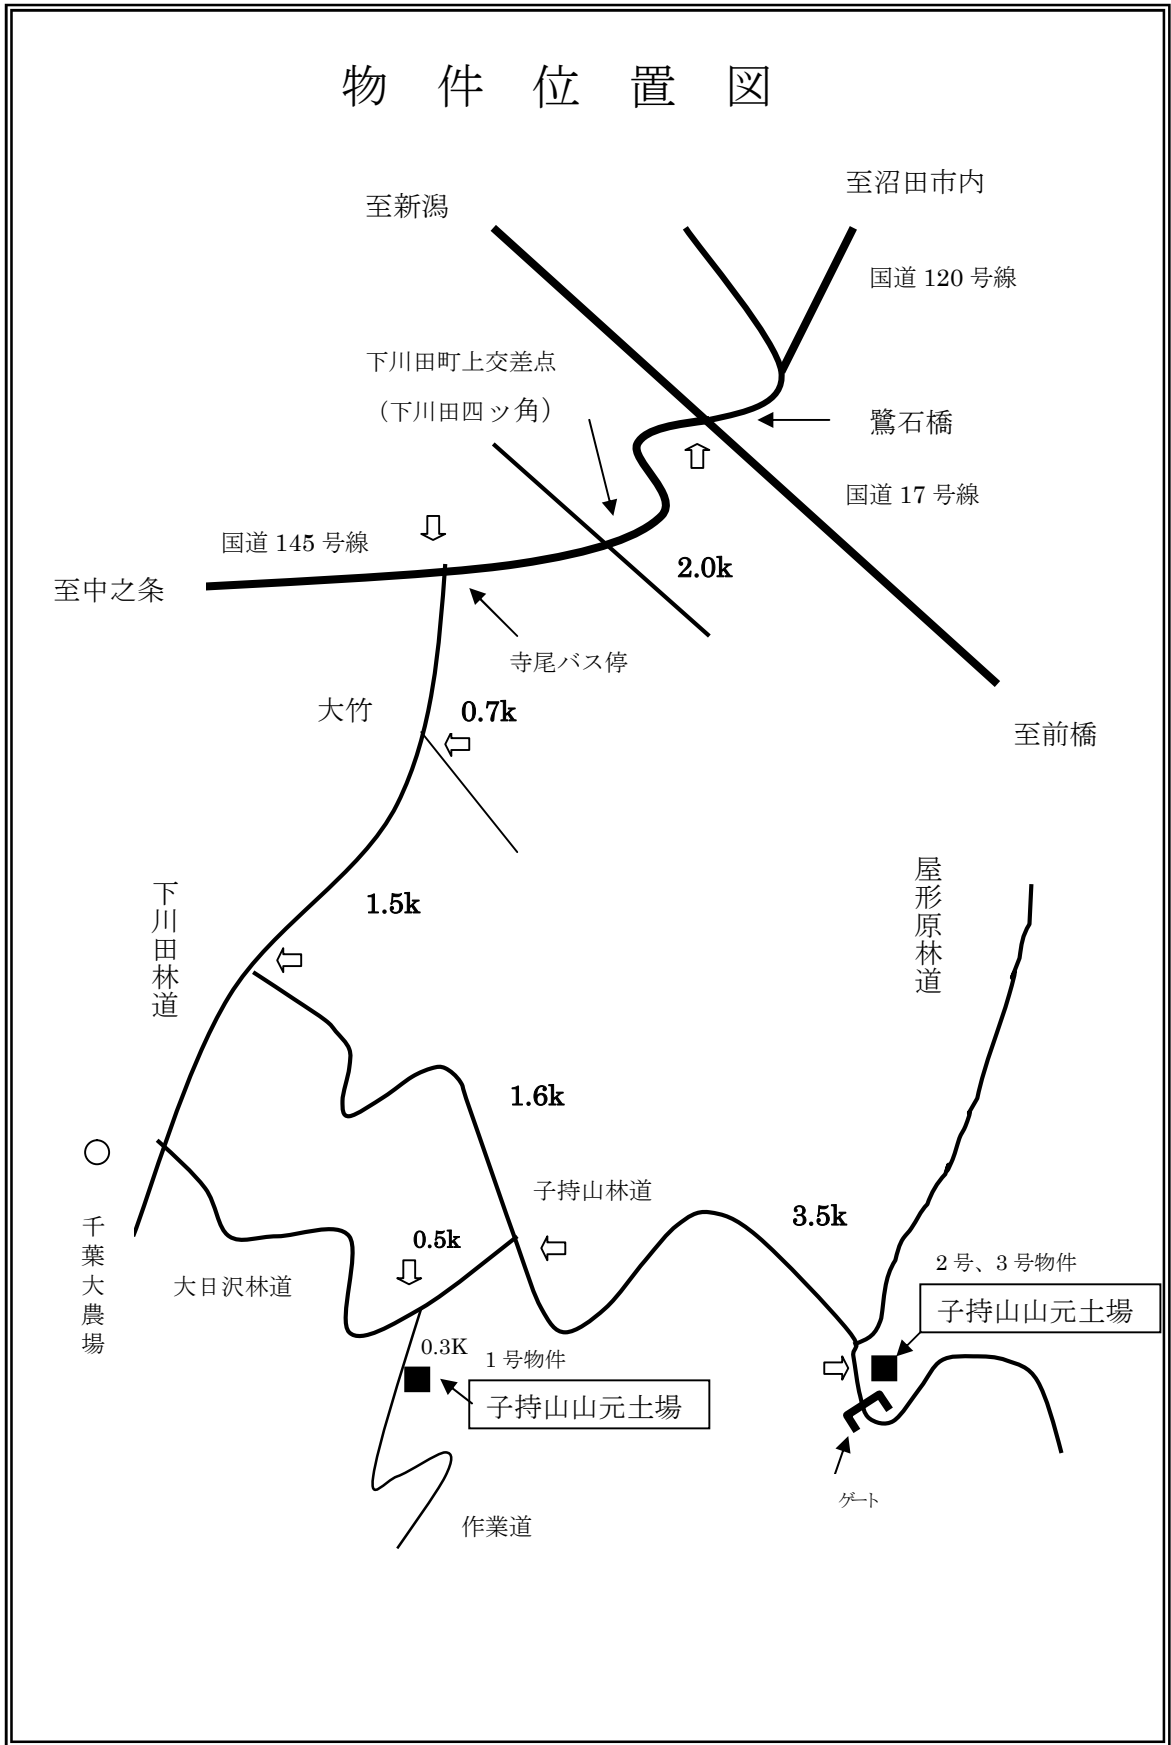 物件位置図
至沼田市内
至新潟
国道 120 号線
下川田町上交差点
（下川田四ッ角）
鷺石橋
国道 17 号線
国道 145 号線
2.0k
至中之条
寺尾バス停
大竹
0.7k
至前橋
屋形原林道
下川田林道
1.5k
1.6k
子持山林道
3.5k
千葉大農場
0.5k
大日沢林道
2 号、3 号物件
子持山山元土場
0.3K
1 号物件
子持山山元土場
ゲート
作業道